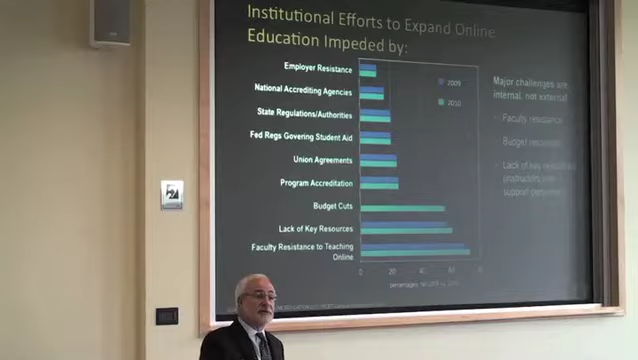 Institutional Efforts to Expand Online
Education Impeded by:
Employer Resistance
National Accrediting Agencies
State Regulations/Authorities
Fed Regs Governing Student Aid
Union Agreements
Program Accreditation
Budget Cuts
Lack of Key Resources
Faculty Resistance to Teaching
Online
2009
2010
0 20 40 60 80
Major challenges are
internal, not external
Faculty resistance
Budget
Lack of key